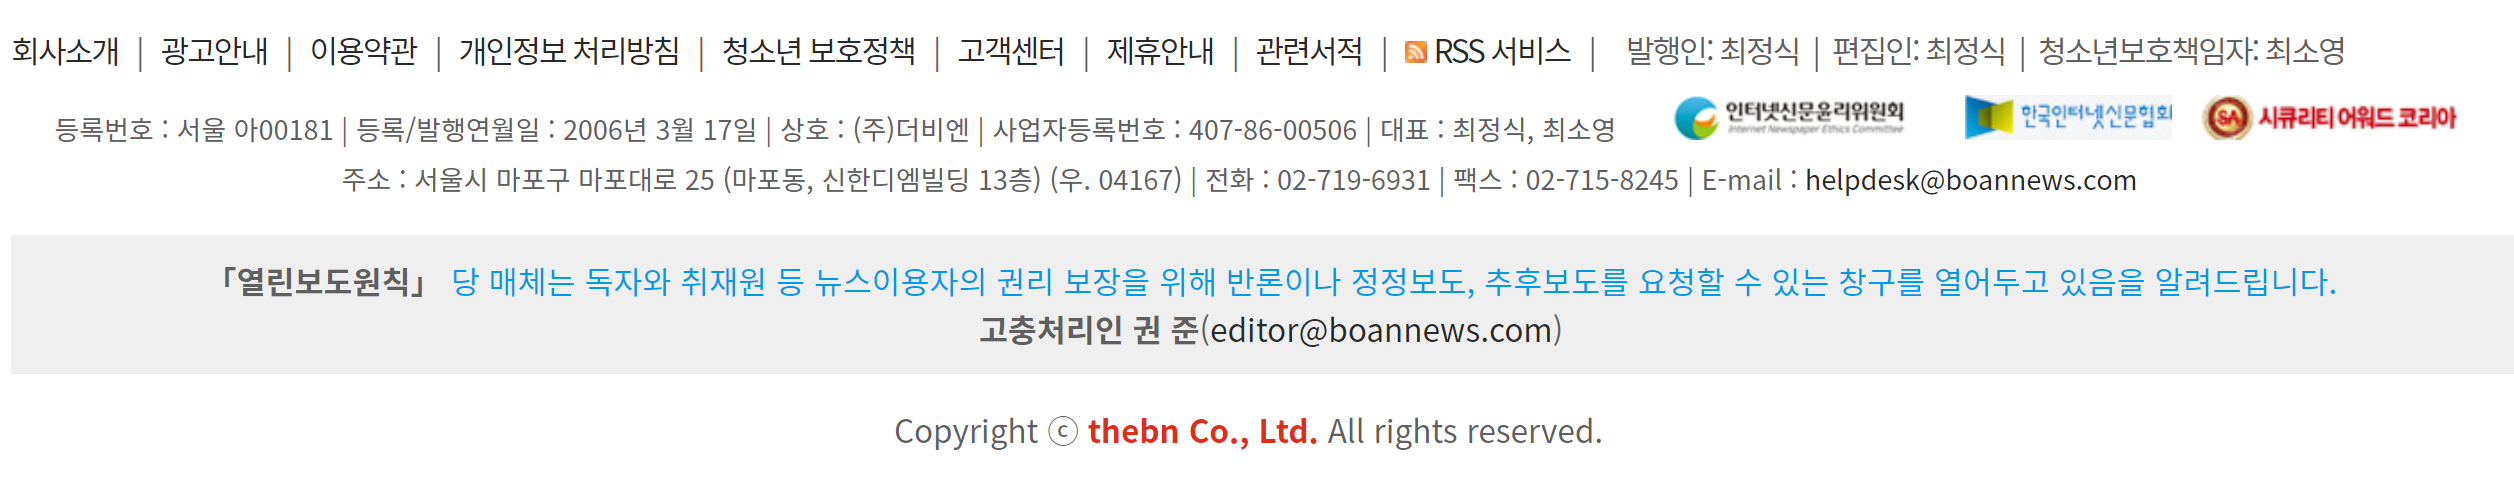 회사소개 | 광고안내 | 이용약관 | 개인정보 처리방침 | 청소년 보호정책 | 고객센터 | 제휴안내 | 관련서적 | RSS 서비스 | 발행인: 최정식 | 편집인: 최정식 | 청소년보호책임자: 최소영
등록번호 : 서울 아00181 | 등록/발행연월일 : 2006년 3월 17일 | 상호 : (주)더비엔 | 사업자등록번호 : 407-86-00506 | 대표 : 최정식, 최소영
인터넷신문윤리위원회
Internet Newspaper Ethics Committee
한국인터넷신문협회
SA 시큐리티 어워드 코리아
주소 : 서울시 마포구 마포대로 25 (마포동, 신한디엠빌딩 13층) (우. 04167) | 전화 : 02-719-6931 | 팩스 : 02-715-8245 | E-mail : helpdesk@boannews.com
「열린보도원칙」 당 매체는 독자와 취재원 등 뉴스이용자의 권리 보장을 위해 반론이나 정정보도, 추후보도를 요청할 수 있는 창구를 열어두고 있음을 알려드립니다.
고충처리인 권 준(editor@boannews.com)
Copyright ⓒ thebn Co., Ltd. All rights reserved.